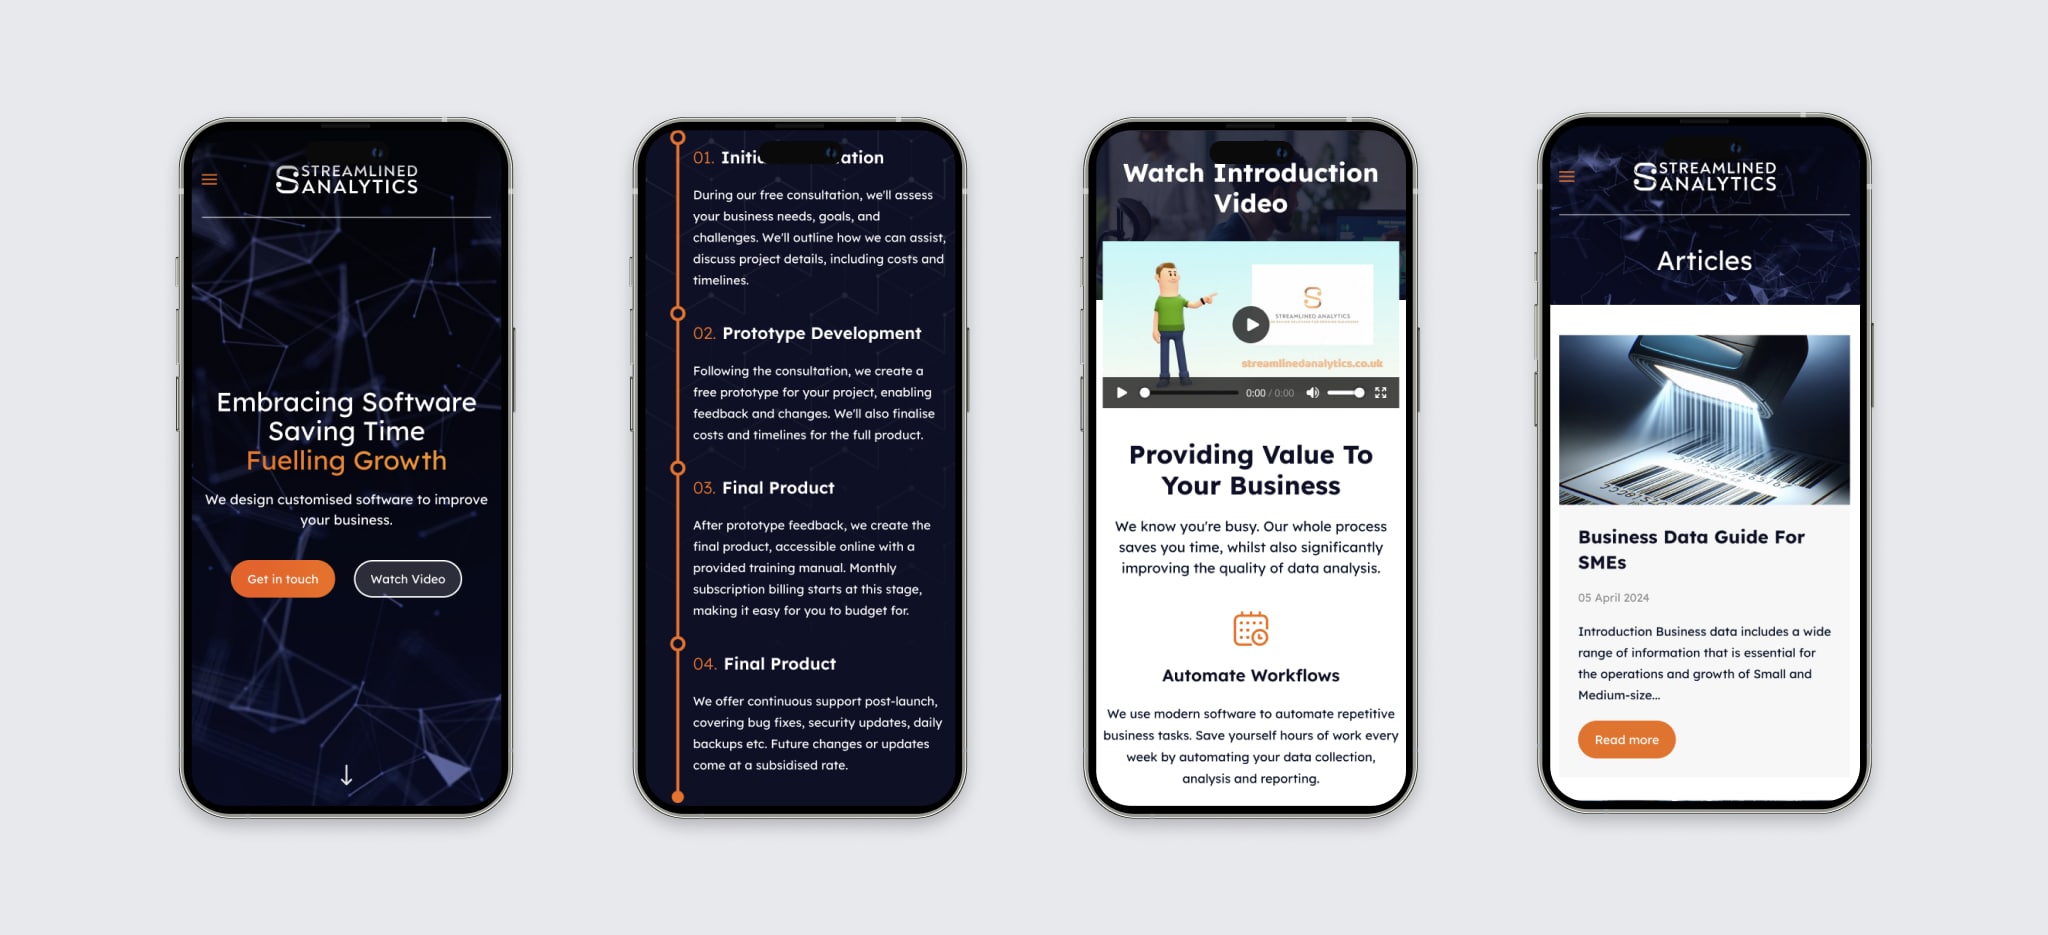 STREAMLINED
ANALYTICS
Embracing Software
Saving Time
Fuelling Growth
We design customised software to improve
your business.
Get in touch
Watch Video
01. Initi ation
During our free consultation, we'll assess
your business needs, goals, and
challenges. We'll outline how we can assist,
discuss project details, including costs and
timelines.
02. Prototype Development
Following the consultation, we create a
free prototype for your project, enabling
feedback and changes. We'll also finalise
costs and timelines for the full product.
03. Final Product
After prototype feedback, we create the
final product, accessible online with a
provided training manual. Monthly
subscription billing starts at this stage,
making it easy for you to budget for.
04. Final Product
We offer continuous support post-launch,
covering bug fixes, security updates, daily
backups etc. Future changes or updates
come at a subsidised rate.
Watch Introduction
Video
STREAMLINED ANALYTICS
streamlinedanalytics.co.uk
0:00 / 0:00
Providing Value To
Your Business
We know you're busy. Our whole process
saves you time, whilst also significantly
improving the quality of data analysis.
Automate Workflows
We use modern software to automate repetitive
business tasks. Save yourself hours of work every
week by automating your data collection,
analysis and reporting.
STREAMLINED
ANALYTICS
Articles
Business Data Guide For
SMEs
05 April 2024
Introduction Business data includes a wide
range of information that is essential for
the operations and growth of Small and
Medium-size...
Read more